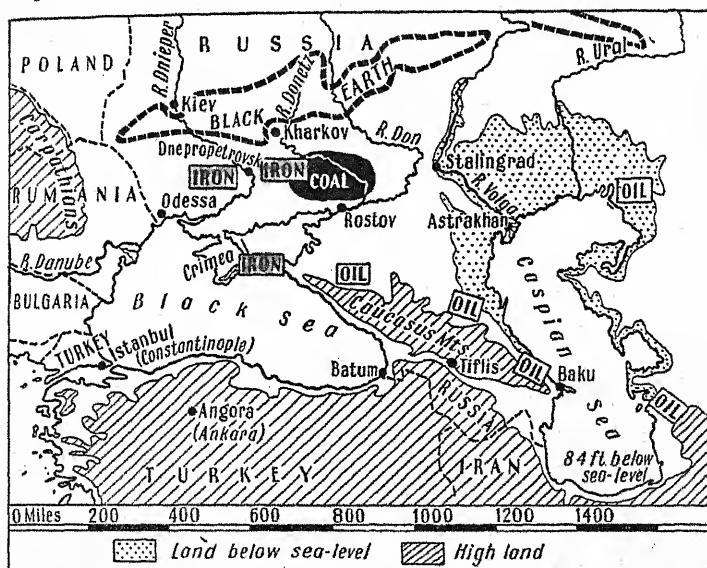 RUSSIA
POLAND
R. Dnieper
R. Donetz
R. Ural
EARTH
BLACK
Kiev
Kharkov
R. Don
Carpathians
Dnepropetrovsk
Stalingrad
IRON
IRON
COAL
OIL
RUMANIA
R. Volga
Odessa
Rostov
Astrakhan
R. Danube
Crimea
IRON
OIL
Caspian Sea
BULGARIA
Black Sea
Caucasus Mts
OIL
TURKEY
Istanbul
(Constantinople)
Batum
Tiflis
OIL
Baku
RUSSIA
OIL
Angora
(Ankara)
TURKEY
IRAN
84 ft. below
sea-level
0 Miles 200 400 600 800 1000 1200 1400
Land below sea-level High land